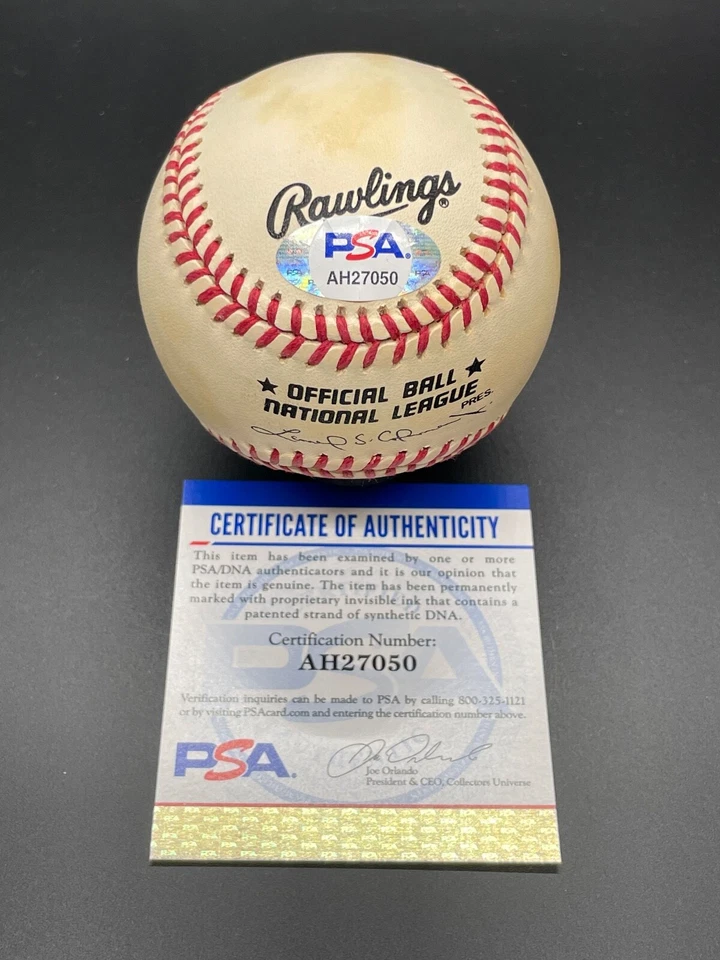 Rawlings®
PSA.
AH27050
★ OFFICIAL BALL ★
NATIONAL LEAGUE PRES.
Leonard S. Coleman
CERTIFICATE OF AUTHENTICITY
This item has been examined by one or more
PSA/DNA authenticators and it is our opinion that
the item is genuine. The item has been permanently
marked with proprietary invisible ink that contains a
patented strand of synthetic DNA.
Certification Number:
AH27050
Verification inquiries can be made to PSA by calling 800-325-1121
or by visiting PSAcard.com and entering the certification number above.
PSA.
Joe Orlando
President & CEO, Collectors Universe